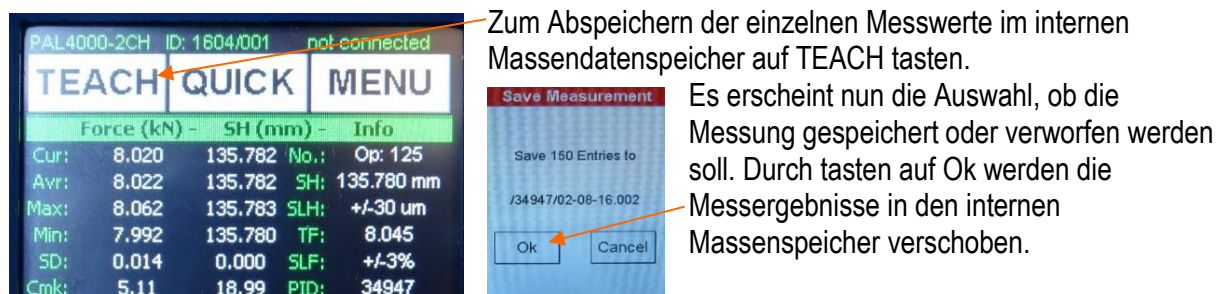 PAL4000-2CH ID: 1604/001 not connected
TEACH QUICK MENU
Force (kN) - SH (mm) - Info
Cur: 8.020 135.782 No.: Op: 125
Avr: 8.022 135.782 SH: 135.780 mm
Max: 8.062 135.783 SLH: +/-30 um
Min: 7.992 135.780 TF: 8.045
SD: 0.014 0.000 SLF: +/-3%
Cmk: 5.11 18.99 PID: 34947
Zum Abspeichern der einzelnen Messwerte im internen
Massendatenspeicher auf TEACH tasten.
Save Measurement
Save 150 Entries to
/34947/02-08-16.002
Ok Cancel
Es erscheint nun die Auswahl, ob die
Messung gespeichert oder verworfen werden
soll. Durch tasten auf Ok werden die
Messergebnisse in den internen
Massenspeicher verschoben.